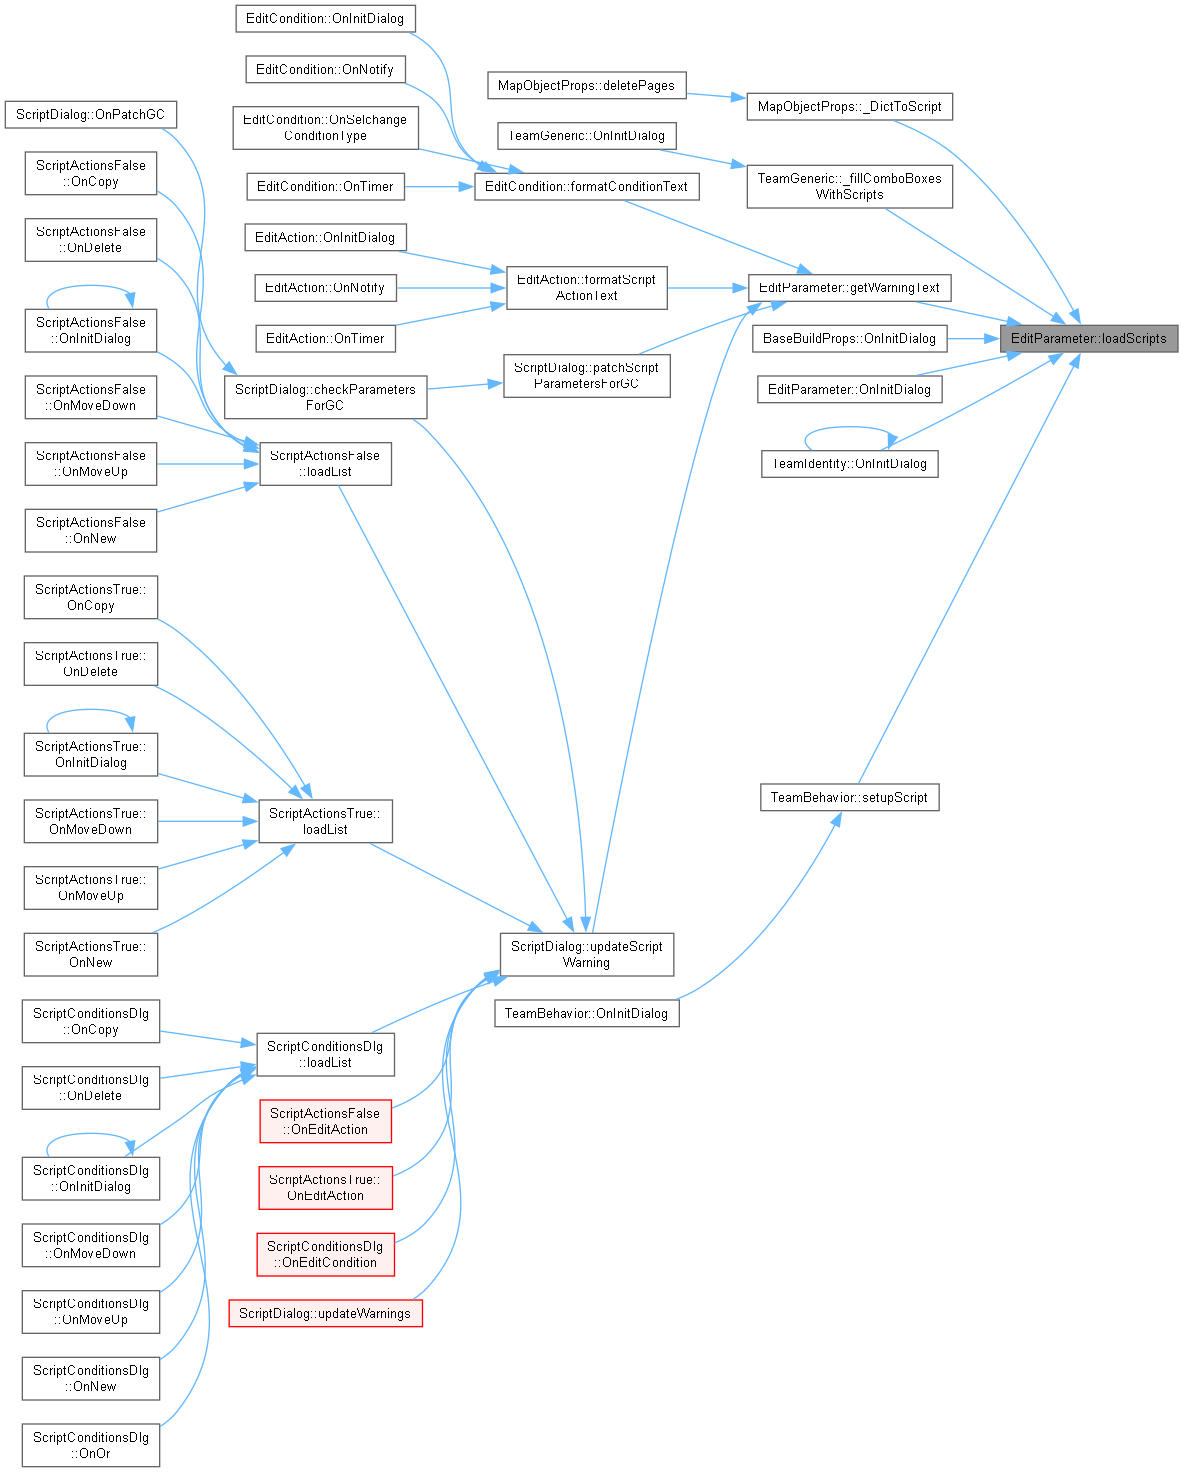 EditCondition::OnInitDialog
EditCondition::OnNotify
MapObjectProps::deletePages
MapObjectProps::_DictToScript
ScriptDialog::OnPatchGC
EditCondition::OnSelchange
ConditionType
TeamGeneric::OnInitDialog
ScriptActionsFalse
::OnCopy
EditCondition::OnTimer
EditCondition::formatConditionText
TeamGeneric::_fillComboBoxes
WithScripts
ScriptActionsFalse
::OnDelete
EditAction::OnInitDialog
EditAction::OnNotify
EditAction::formatScript
ActionText
EditParameter::getWarningText
ScriptActionsFalse
::OnInitDialog
EditAction::OnTimer
BaseBuildProps::OnInitDialog
EditParameter::loadScripts
ScriptDialog::patchScript
ParametersForGC
ScriptActionsFalse
::OnMoveDown
ScriptDialog::checkParameters
ForGC
EditParameter::OnInitDialog
ScriptActionsFalse
::OnMoveUp
ScriptActionsFalse
::loadList
TeamIdentity::OnInitDialog
ScriptActionsFalse
::OnNew
ScriptActionsTrue::
OnCopy
ScriptActionsTrue::
OnDelete
ScriptActionsTrue::
OnInitDialog
ScriptActionsTrue::
OnMoveDown
ScriptActionsTrue::
loadList
TeamBehavior::setupScript
ScriptActionsTrue::
OnMoveUp
ScriptActionsTrue::
OnNew
ScriptDialog::updateScript
Warning
TeamBehavior::OnInitDialog
ScriptConditionsDlg
::OnCopy
ScriptConditionsDlg
::loadList
ScriptConditionsDlg
::OnDelete
ScriptActionsFalse
::OnEditAction
ScriptConditionsDlg
::OnInitDialog
ScriptActionsTrue::
OnEditAction
ScriptConditionsDlg
::OnMoveDown
ScriptConditionsDlg
::OnEditCondition
ScriptConditionsDlg
::OnMoveUp
ScriptDialog::updateWarnings
ScriptConditionsDlg
::OnNew
ScriptConditionsDlg
::OnOr